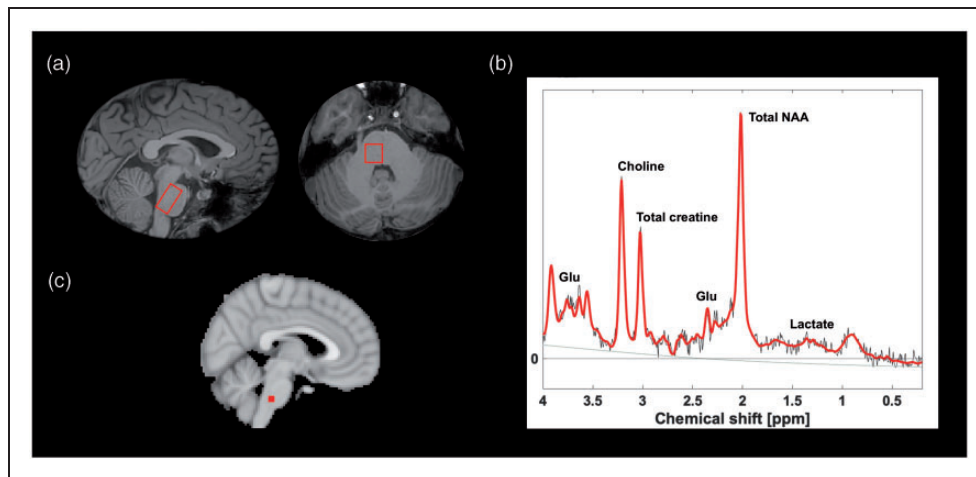 (a)
(b)
Total NAA
Choline
Total creatine
Glu
Glu
Lactate
0
4 3.5 3 2.5 2 1.5 1 0.5
Chemical shift [ppm]
(c)